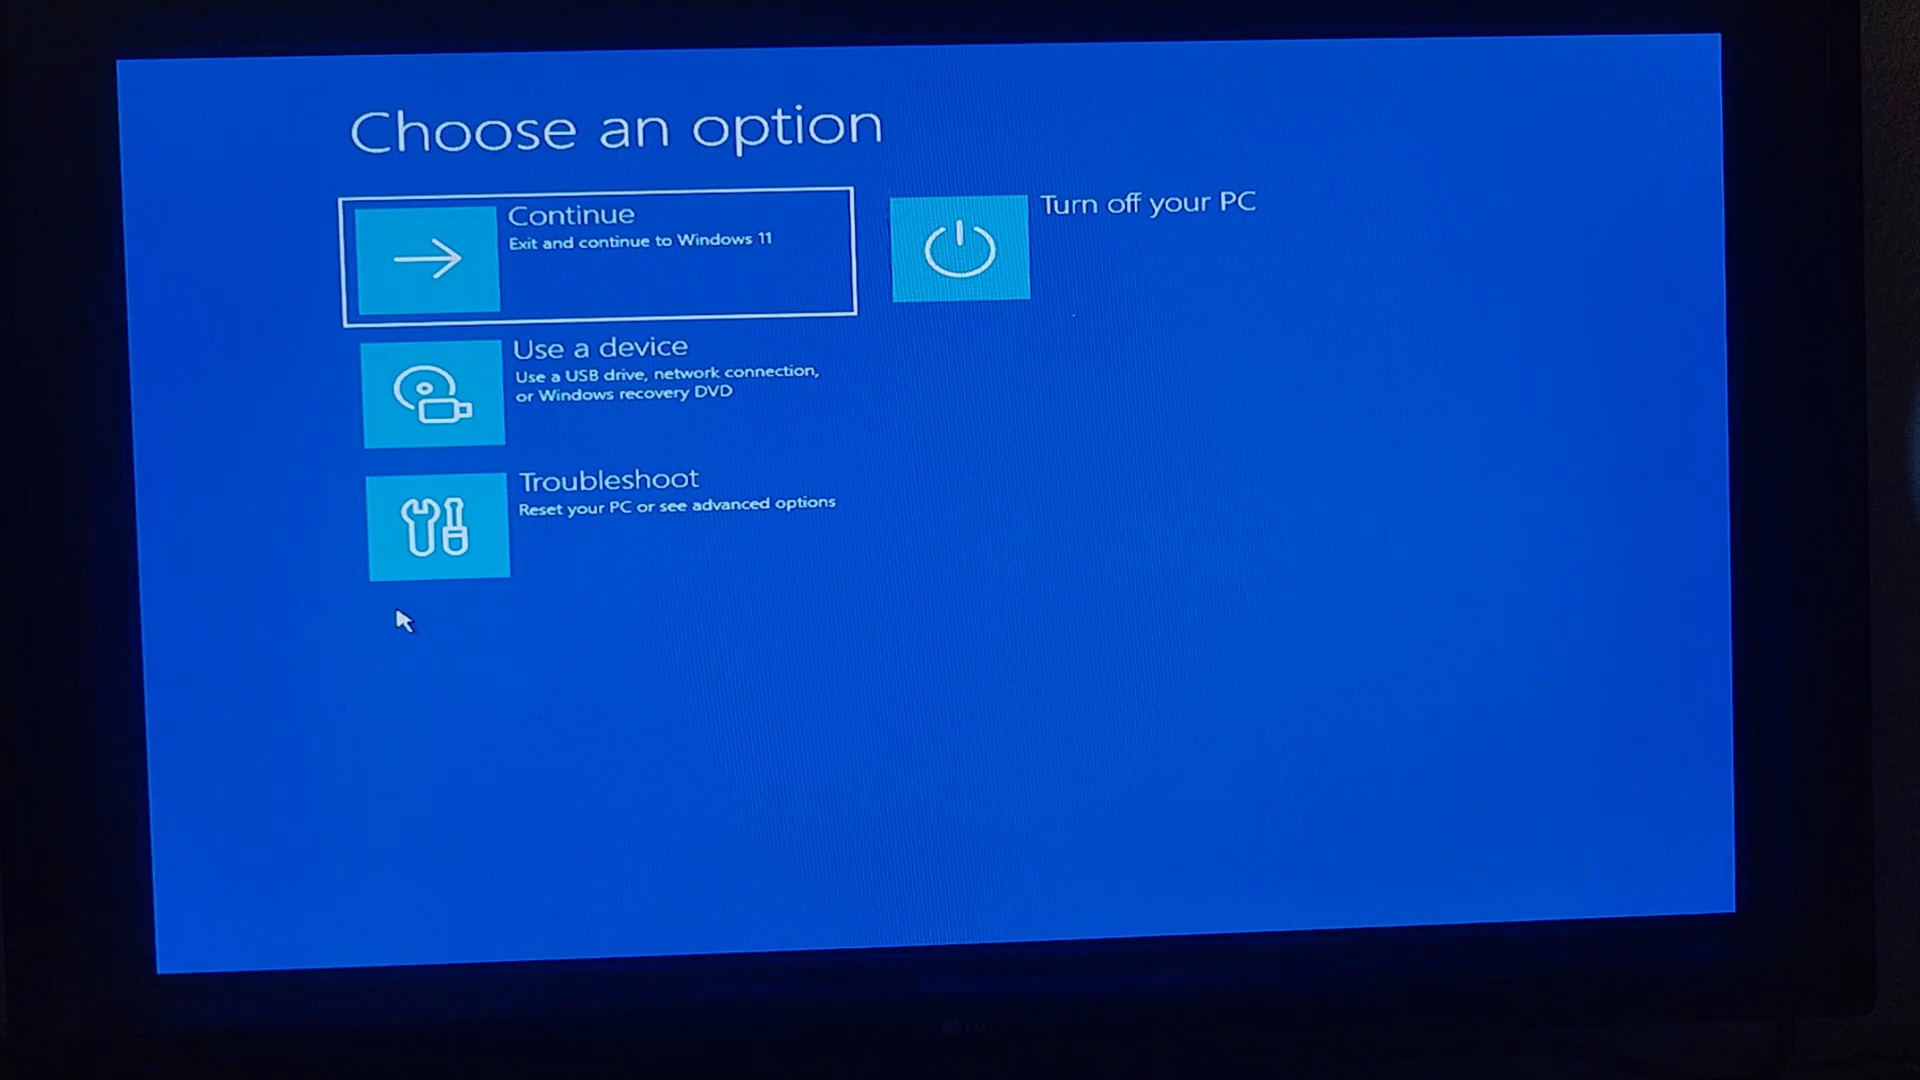 Choose an option
Continue
Exit and continue to Windows 11
Turn off your PC
Use a device
Use a USB drive, network connection,
or Windows recovery DVD
Troubleshoot
Reset your PC or see advanced options
LG